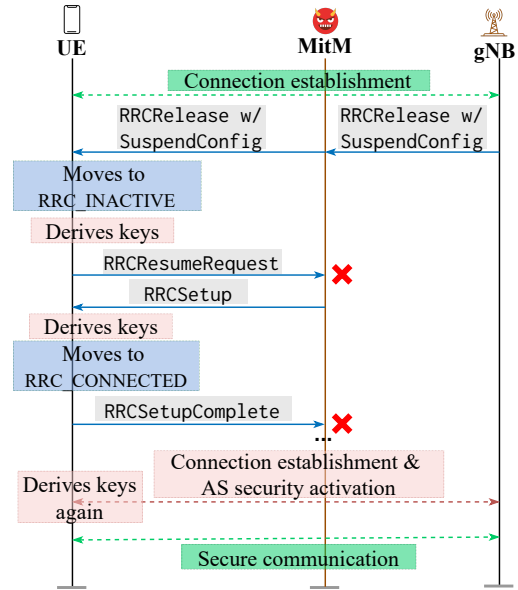 UE
MitM
gNB
Connection establishment
RRCRelease w/
SuspendConfig
RRCRelease w/
SuspendConfig
Moves to
RRC_INACTIVE
Derives keys
RRCResumeRequest
RRCSetup
Derives keys
Moves to
RRC_CONNECTED
RRCSetupComplete
...
Connection establishment &
AS security activation
Derives keys
again
Secure communication